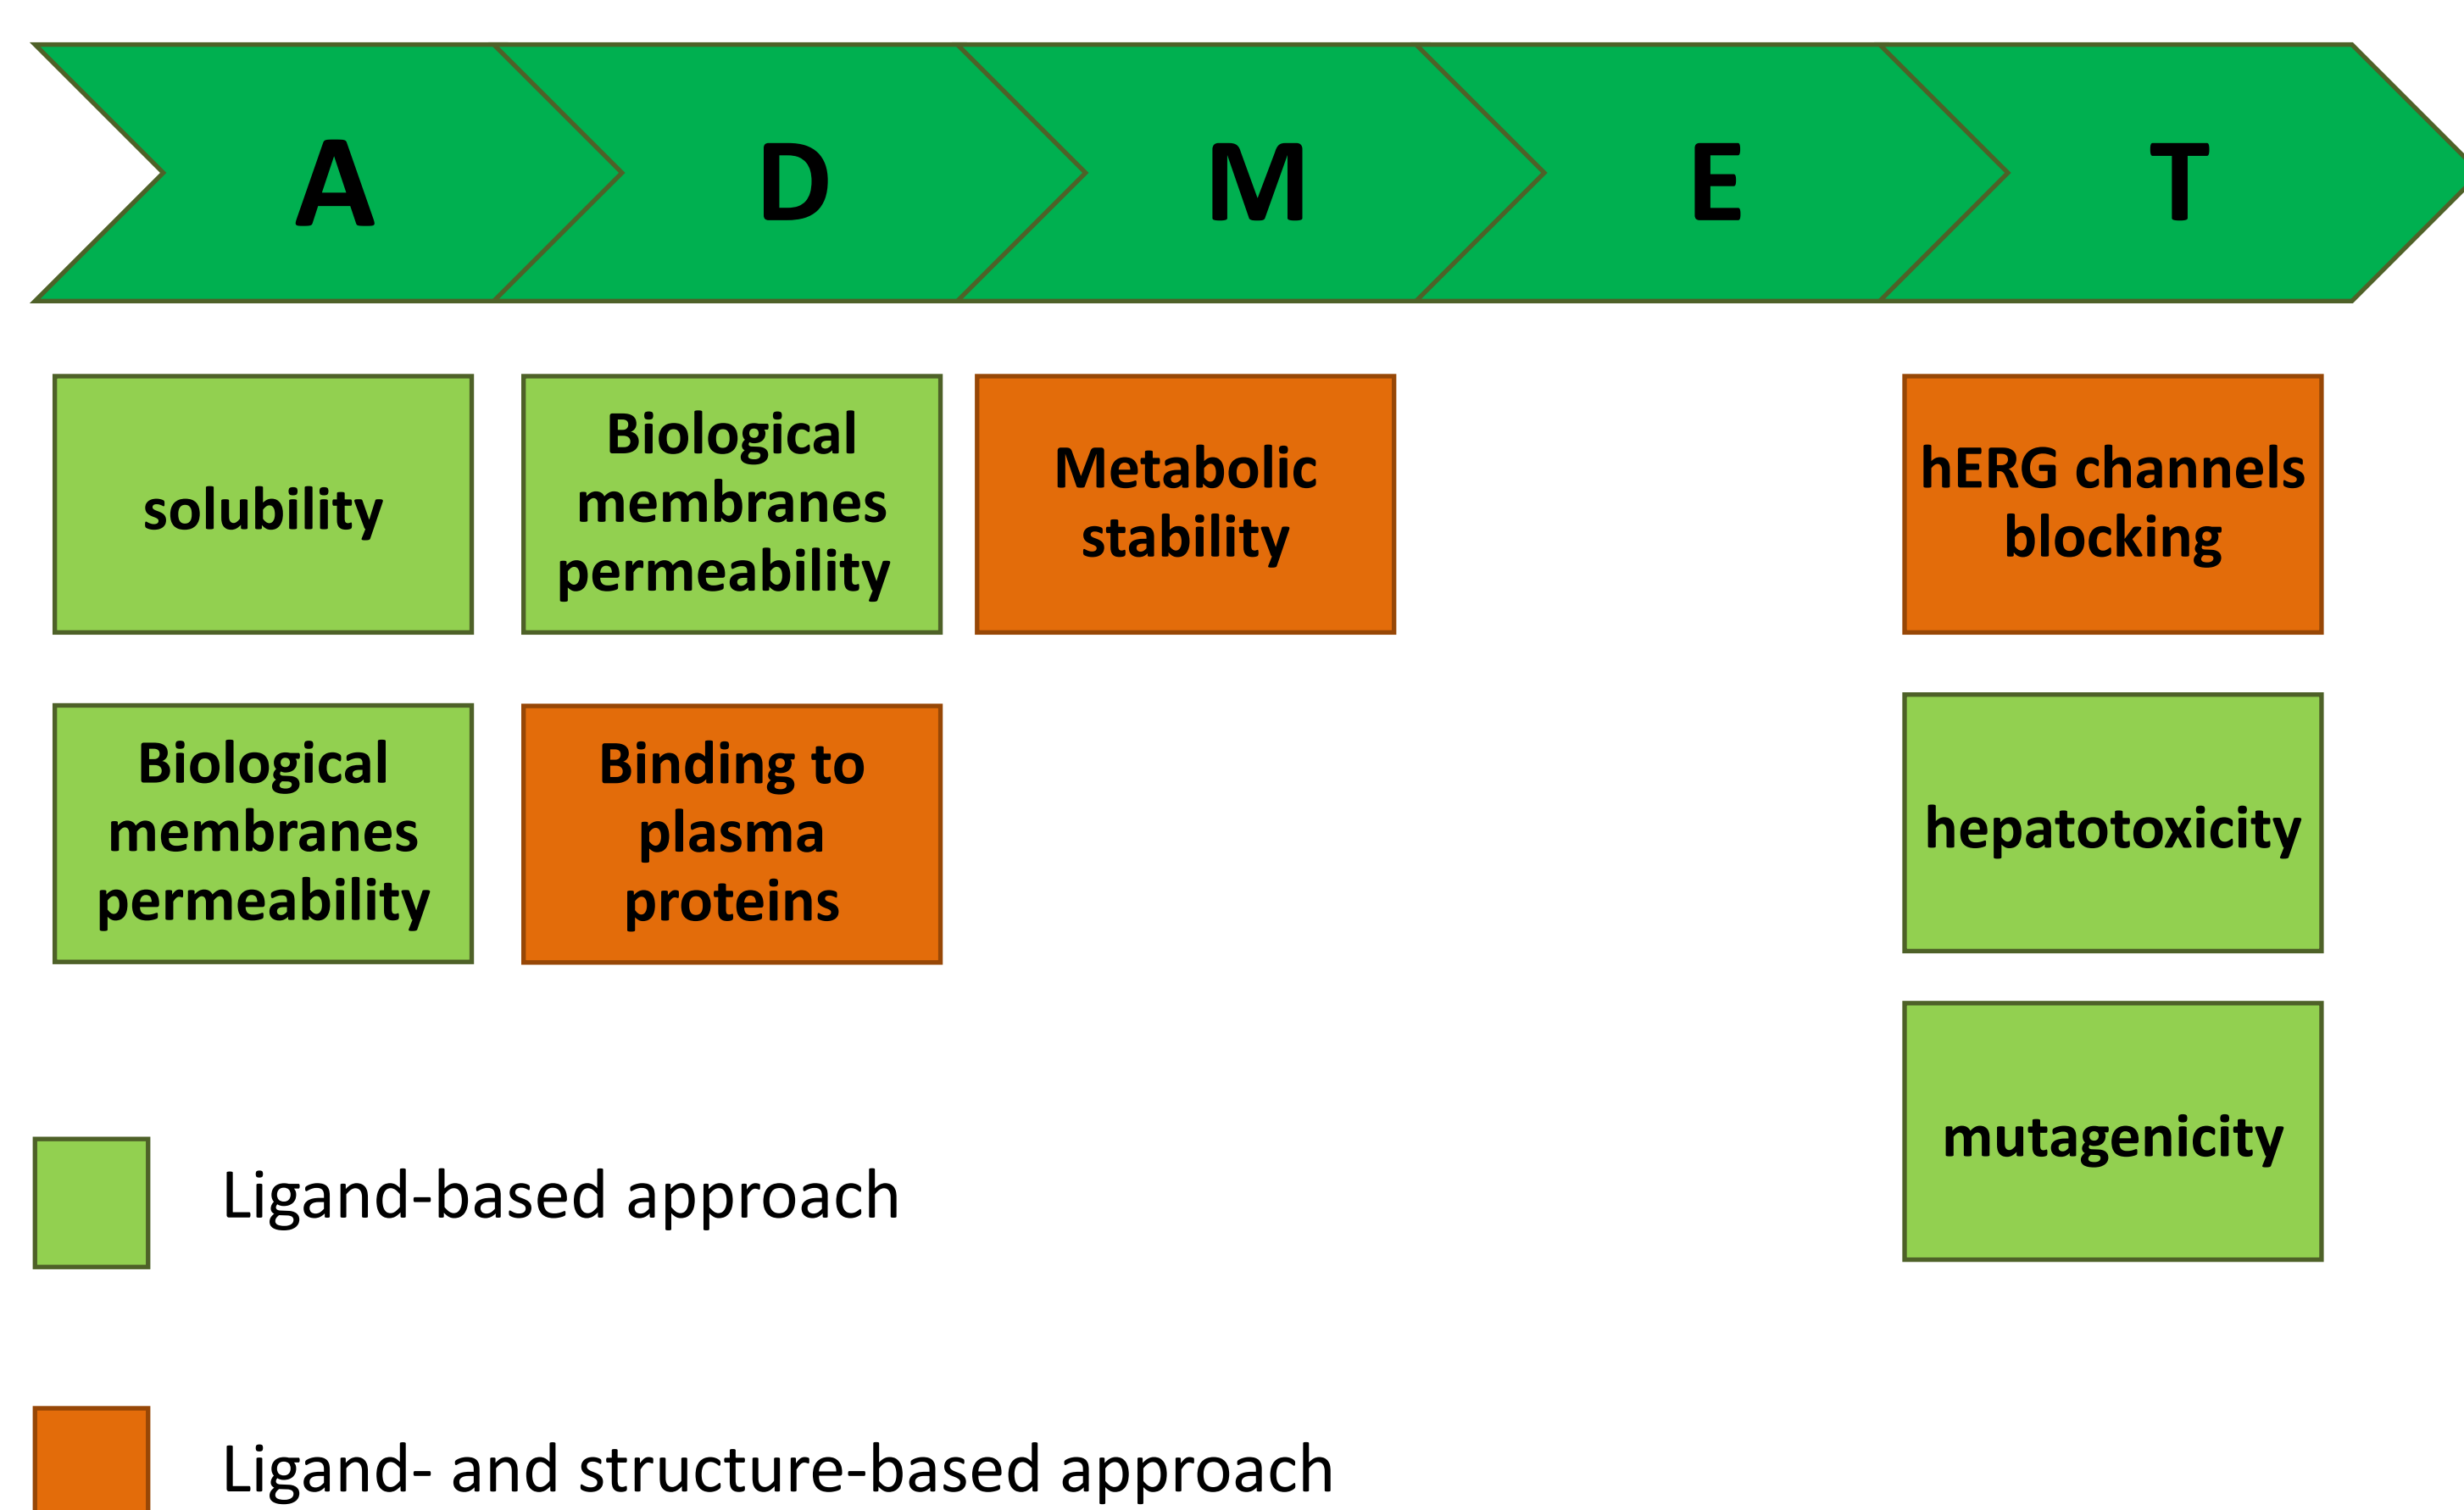 A
D
M
E
T
solubility
Biological
membranes
permeability
Metabolic
stability
hERG channels
blocking
Biological
membranes
permeability
Binding to
plasma
proteins
hepatotoxicity
mutagenicity
Ligand-based approach
Ligand- and structure-based approach